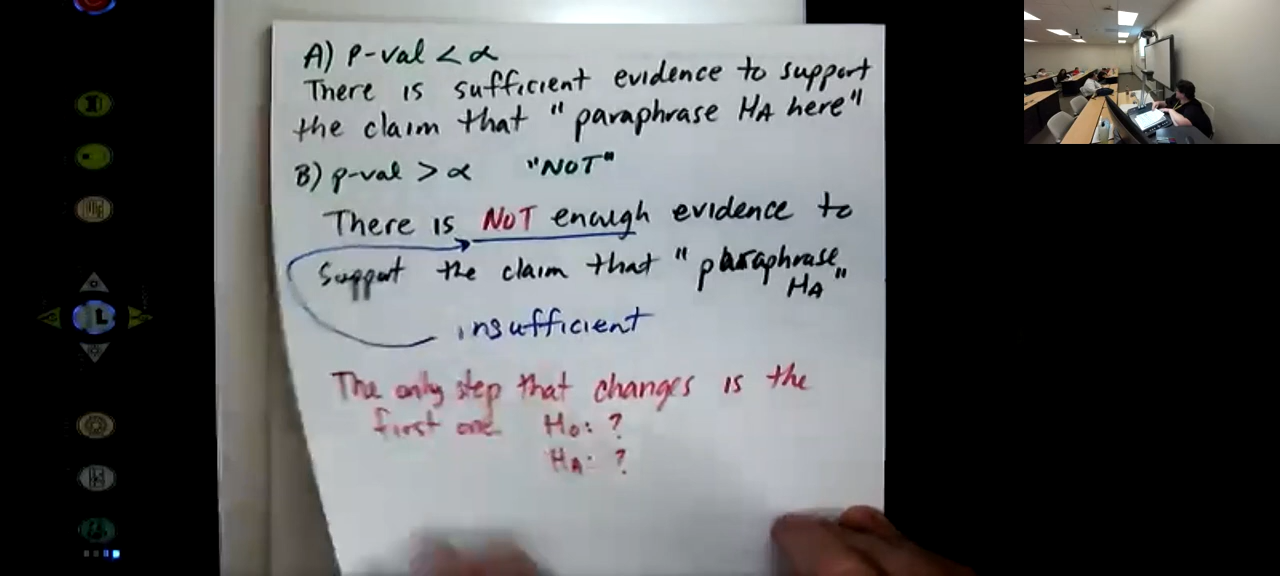 A) p-val < α
There is sufficient evidence to support
the claim that "paraphrase HA here"
B) p-val > α "NOT"
There is NOT enough evidence to
support the claim that "paraphrase
HA"
insufficient
The only step that changes is the
first one. H0: ?
HA: ?
L